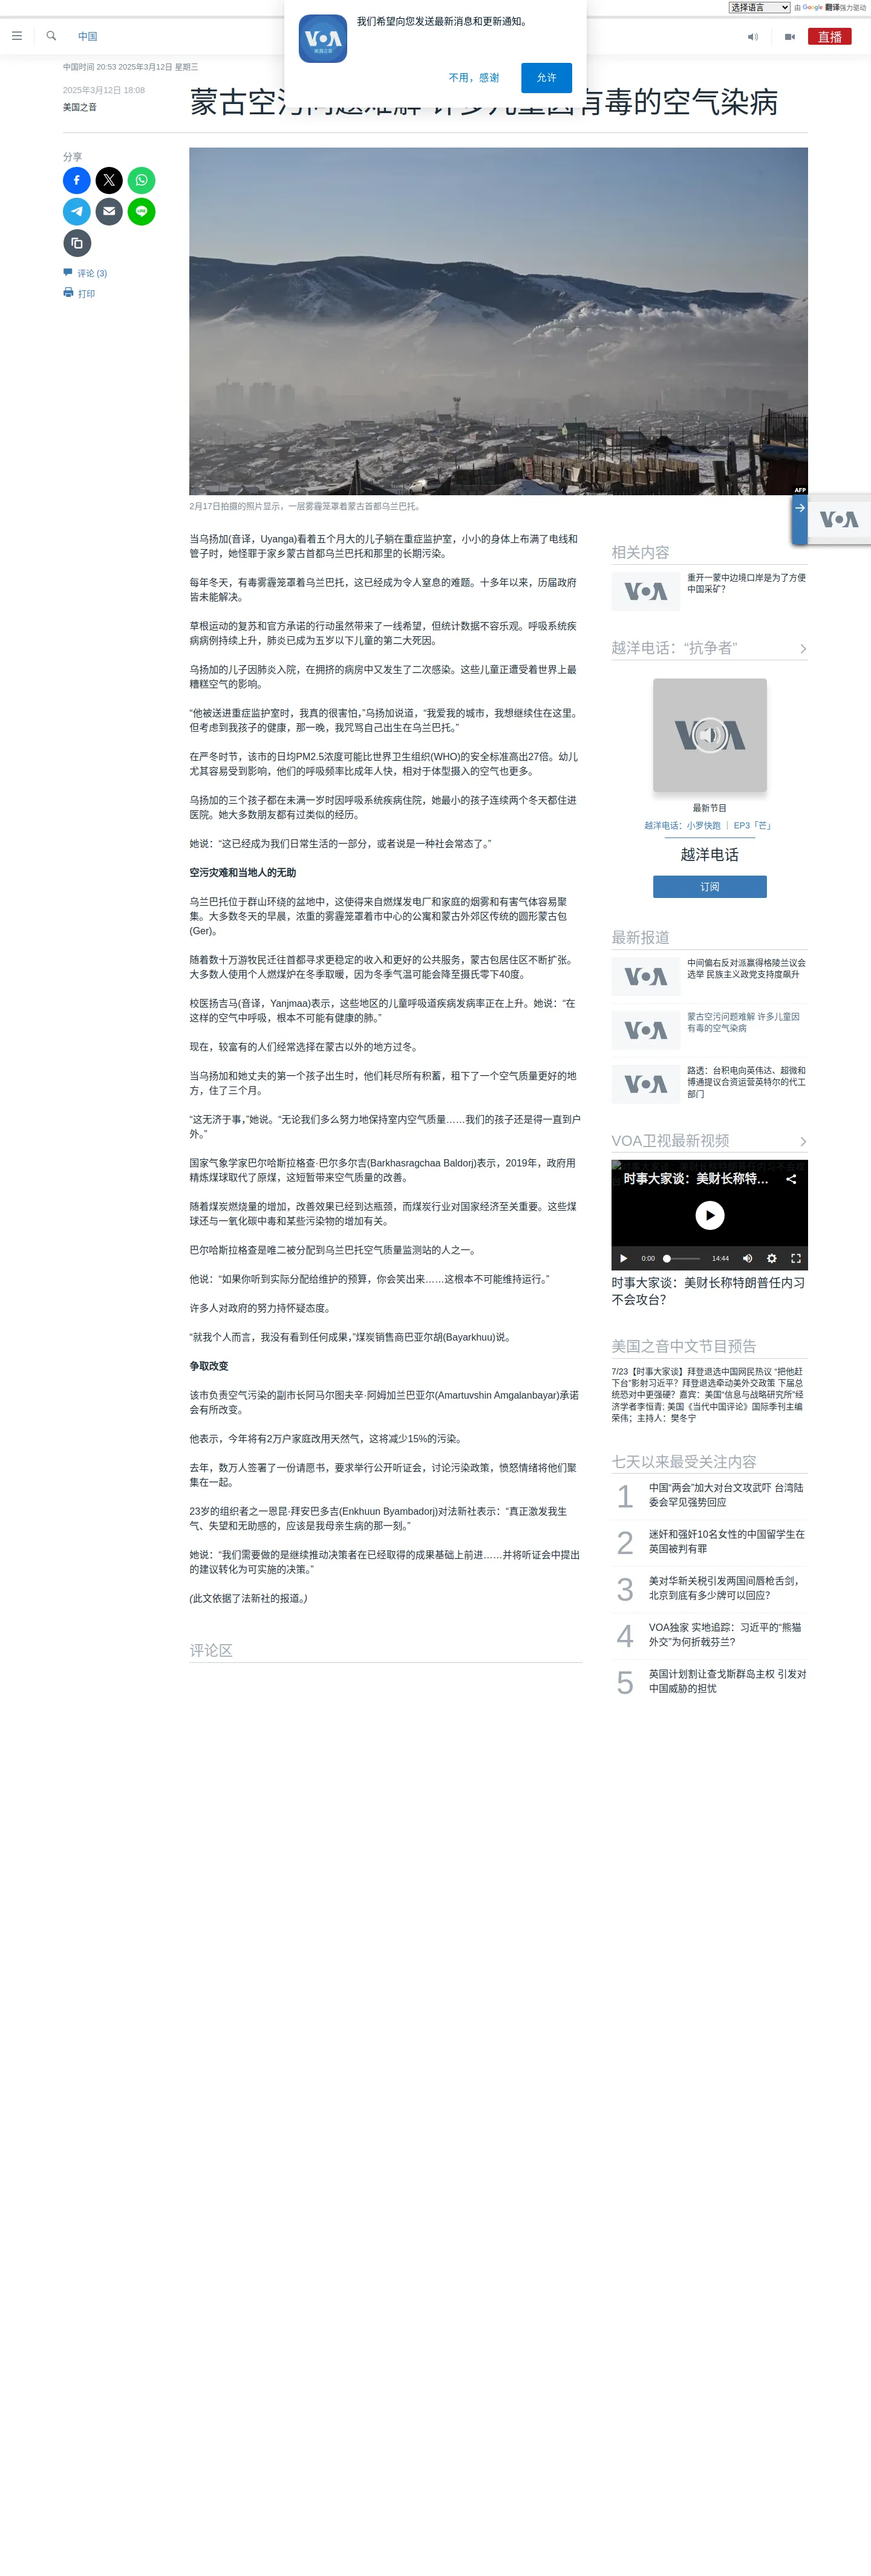 选择语言
由 Google 翻译强力驱动
我们希望向您发送最新消息和更新通知。
不用，感谢
允许
VOA
美国之音
中国
直播
中国时间 20:53 2025年3月12日 星期三
2025年3月12日 18:08
美国之音
蒙古空污问题难解 许多儿童因有毒的空气染病
分享
评论 (3)
打印
AFP
2月17日拍摄的照片显示，一层雾霾笼罩着蒙古首都乌兰巴托。
VOA
当乌扬加(音译，Uyanga)看着五个月大的儿子躺在重症监护室，小小的身体上布满了电线和
管子时，她怪罪于家乡蒙古首都乌兰巴托和那里的长期污染。
每年冬天，有毒雾霾笼罩着乌兰巴托，这已经成为令人窒息的难题。十多年以来，历届政府
皆未能解决。
草根运动的复苏和官方承诺的行动虽然带来了一线希望，但统计数据不容乐观。呼吸系统疾
病病例持续上升，肺炎已成为五岁以下儿童的第二大死因。
乌扬加的儿子因肺炎入院，在拥挤的病房中又发生了二次感染。这些儿童正遭受着世界上最
糟糕空气的影响。
“他被送进重症监护室时，我真的很害怕，”乌扬加说道，“我爱我的城市，我想继续住在这里。
但考虑到我孩子的健康，那一晚，我咒骂自己出生在乌兰巴托。”
在严冬时节，该市的日均PM2.5浓度可能比世界卫生组织(WHO)的安全标准高出27倍。幼儿
尤其容易受到影响，他们的呼吸频率比成年人快，相对于体型摄入的空气也更多。
乌扬加的三个孩子都在未满一岁时因呼吸系统疾病住院，她最小的孩子连续两个冬天都住进
医院。她大多数朋友都有过类似的经历。
她说：“这已经成为我们日常生活的一部分，或者说是一种社会常态了。”
空污灾难和当地人的无助
乌兰巴托位于群山环绕的盆地中，这使得来自燃煤发电厂和家庭的烟雾和有害气体容易聚
集。大多数冬天的早晨，浓重的雾霾笼罩着市中心的公寓和蒙古外郊区传统的圆形蒙古包
(Ger)。
随着数十万游牧民迁往首都寻求更稳定的收入和更好的公共服务，蒙古包居住区不断扩张。
大多数人使用个人燃煤炉在冬季取暖，因为冬季气温可能会降至摄氏零下40度。
校医扬吉马(音译，Yanjmaa)表示，这些地区的儿童呼吸道疾病发病率正在上升。她说：“在
这样的空气中呼吸，根本不可能有健康的肺。”
现在，较富有的人们经常选择在蒙古以外的地方过冬。
当乌扬加和她丈夫的第一个孩子出生时，他们耗尽所有积蓄，租下了一个空气质量更好的地
方，住了三个月。
“这无济于事，”她说。“无论我们多么努力地保持室内空气质量……我们的孩子还是得一直到户
外。”
国家气象学家巴尔哈斯拉格查·巴尔多尔吉(Barkhasragchaa Baldorj)表示，2019年，政府用
精炼煤球取代了原煤，这短暂带来空气质量的改善。
随着煤炭燃烧量的增加，改善效果已经到达瓶颈，而煤炭行业对国家经济至关重要。这些煤
球还与一氧化碳中毒和某些污染物的增加有关。
巴尔哈斯拉格查是唯二被分配到乌兰巴托空气质量监测站的人之一。
他说：“如果你听到实际分配给维护的预算，你会笑出来……这根本不可能维持运行。”
许多人对政府的努力持怀疑态度。
“就我个人而言，我没有看到任何成果，”煤炭销售商巴亚尔胡(Bayarkhuu)说。
争取改变
该市负责空气污染的副市长阿马尔图夫辛·阿姆加兰巴亚尔(Amartuvshin Amgalanbayar)承诺
会有所改变。
他表示，今年将有2万户家庭改用天然气，这将减少15%的污染。
去年，数万人签署了一份请愿书，要求举行公开听证会，讨论污染政策，愤怒情绪将他们聚
集在一起。
23岁的组织者之一恩昆·拜安巴多吉(Enkhuun Byambadorj)对法新社表示：“真正激发我生
气、失望和无助感的，应该是我母亲生病的那一刻。”
她说：“我们需要做的是继续推动决策者在已经取得的成果基础上前进……并将听证会中提出
的建议转化为可实施的决策。”
(此文依据了法新社的报道。)
评论区
相关内容
VOA
重开一蒙中边境口岸是为了方便
中国采矿？
越洋电话：“抗争者”
VOA
最新节目
越洋电话：小罗快跑 ｜ EP3「芒」
越洋电话
订阅
最新报道
VOA
中间偏右反对派赢得格陵兰议会
选举 民族主义政党支持度飙升
VOA
蒙古空污问题难解 许多儿童因
有毒的空气染病
VOA
路透：台积电向英伟达、超微和
博通提议合资运营英特尔的代工
部门
VOA卫视最新视频
时事大家谈：美财长称特…
0:00
14:44
时事大家谈：美财长称特朗普任内习
不会攻台？
美国之音中文节目预告
7/23【时事大家谈】拜登退选中国网民热议 “把他赶
下台”影射习近平？拜登退选牵动美外交政策 下届总
统恐对中更强硬？嘉宾：美国“信息与战略研究所”经
济学者李恒青; 美国《当代中国评论》国际季刊主编
荣伟；主持人：樊冬宁
七天以来最受关注内容
1
中国“两会”加大对台文攻武吓 台湾陆
委会罕见强势回应
2
迷奸和强奸10名女性的中国留学生在
英国被判有罪
3
美对华新关税引发两国间唇枪舌剑，
北京到底有多少牌可以回应？
4
VOA独家 实地追踪：习近平的“熊猫
外交”为何折戟芬兰?
5
英国计划割让查戈斯群岛主权 引发对
中国威胁的担忧